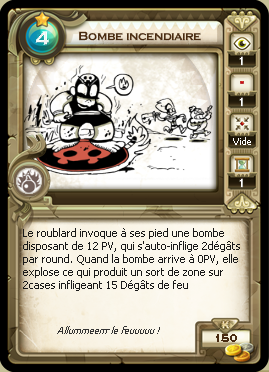 4
BOMBE INCENDIAIRE
1
1
Vide
1
Le roublard invoque à ses pied une bombe
disposant de 12 PV, qui s'auto-inflige 2dégâts
par round. Quand la bombe arrive à 0PV, elle
explose ce qui produit un sort de zone sur
2cases infligeant 15 Dégâts de feu
Allummeerr le feuuuuu !
K
150